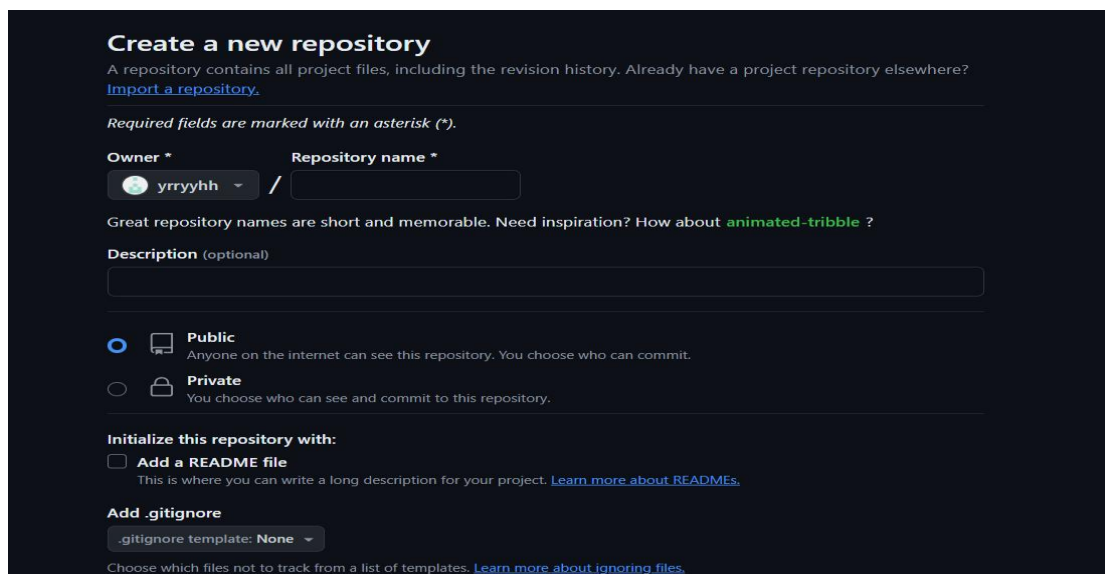 Create a new repository
A repository contains all project files, including the revision history. Already have a project repository elsewhere?
Import a repository.
Required fields are marked with an asterisk (*).
Owner * Repository name *
yrryyhh /
Great repository names are short and memorable. Need inspiration? How about animated-tribble ?
Description (optional)
Public
Anyone on the internet can see this repository. You choose who can commit.
Private
You choose who can see and commit to this repository.
Initialize this repository with:
Add a README file
This is where you can write a long description for your project. Learn more about READMEs.
Add .gitignore
.gitignore template: None
Choose which files not to track from a list of templates. Learn more about ignoring files.